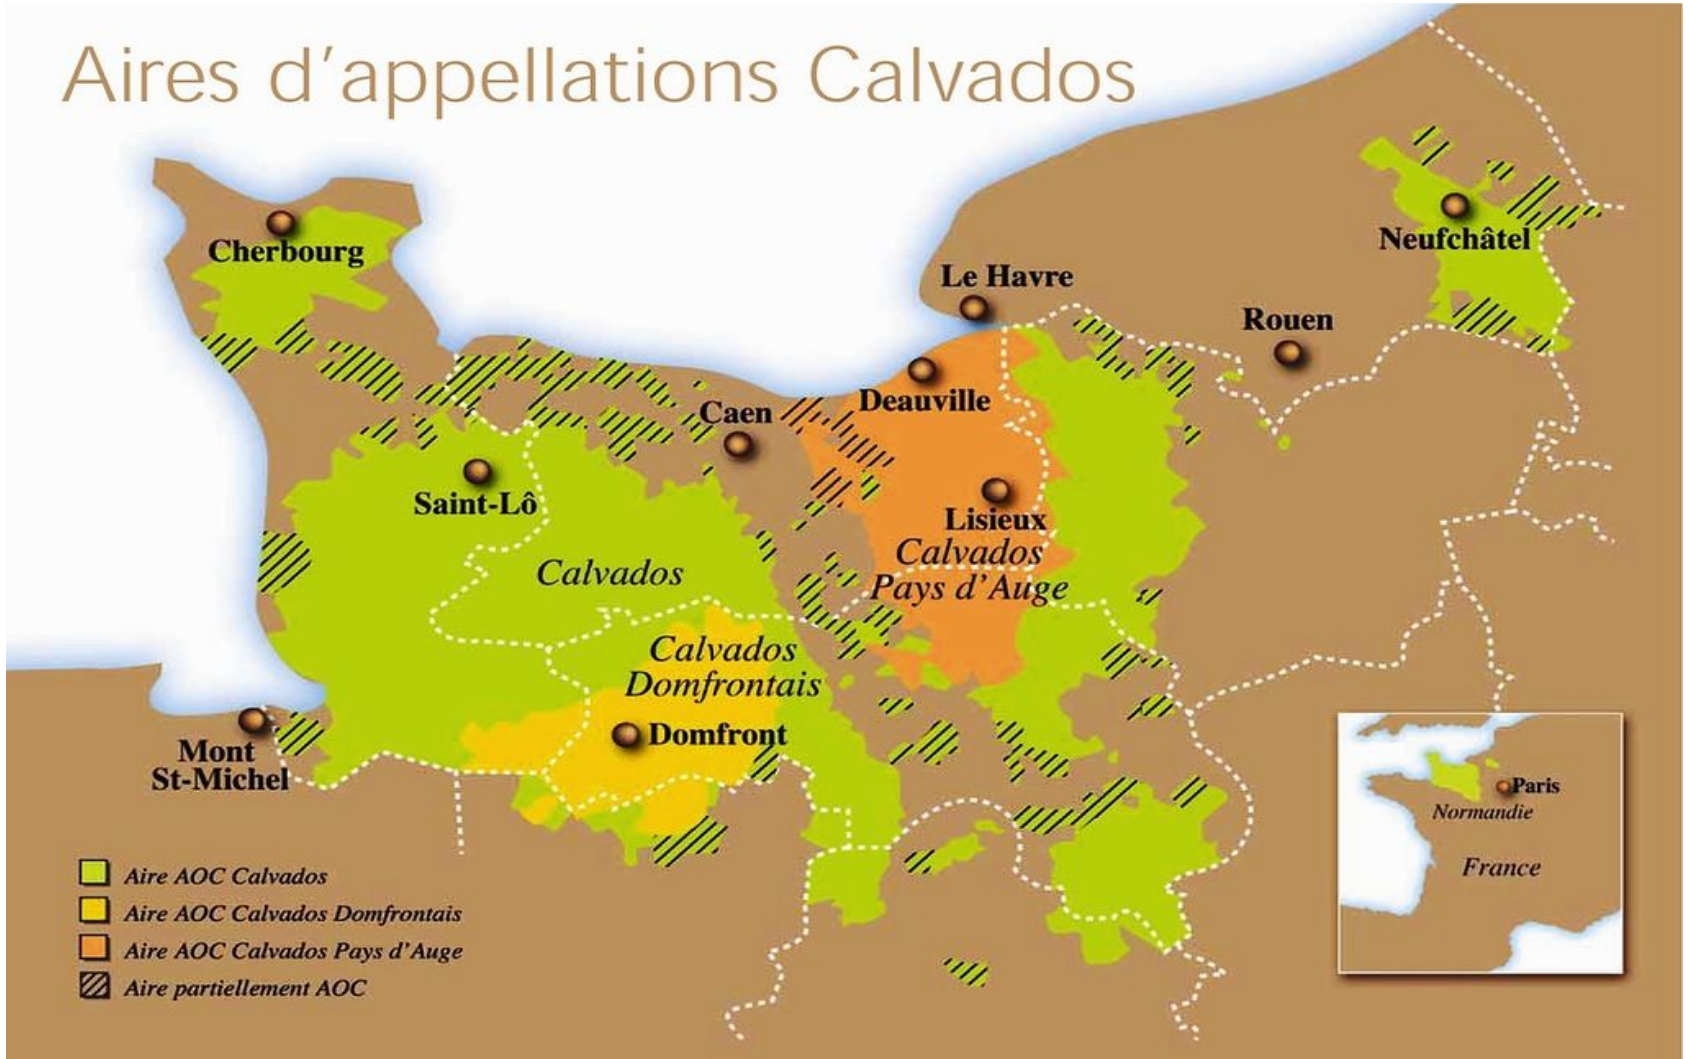 Aires d'appellations Calvados
Cherbourg
Neufchâtel
Le Havre
Rouen
Deauville
Caen
Saint-Lô
Lisieux
Calvados
Pays d'Auge
Calvados
Calvados
Domfrontais
Domfront
Mont
St-Michel
Aire AOC Calvados
Aire AOC Calvados Domfrontais
Aire AOC Calvados Pays d'Auge
Aire partiellement AOC
Paris
Normandie
France